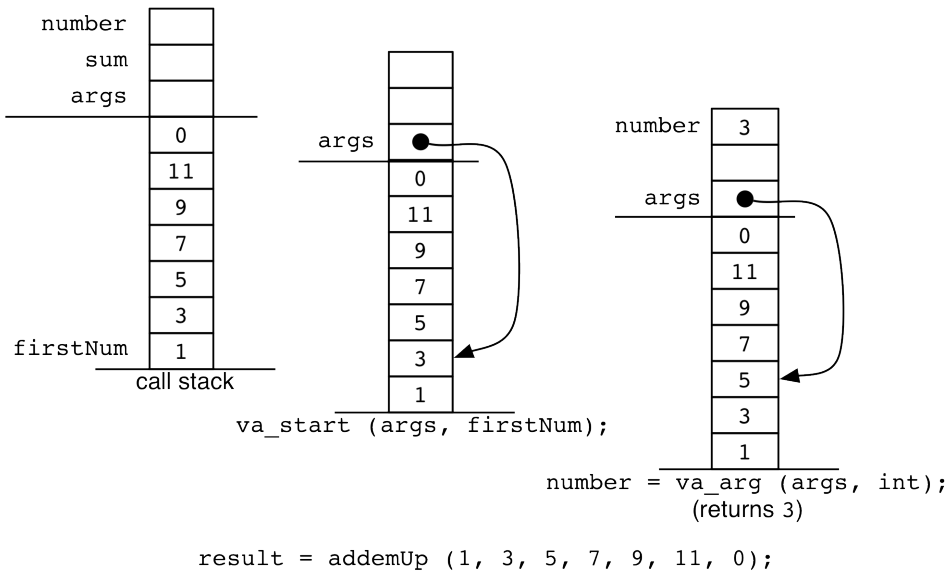 number
sum
args
0
11
9
7
5
3
firstNum 1
call stack
args
0
11
9
7
5
3
1
va_start (args, firstNum);
number 3
args
0
11
9
7
5
3
1
number = va_arg (args, int);
(returns 3)
result = addemUp (1, 3, 5, 7, 9, 11, 0);